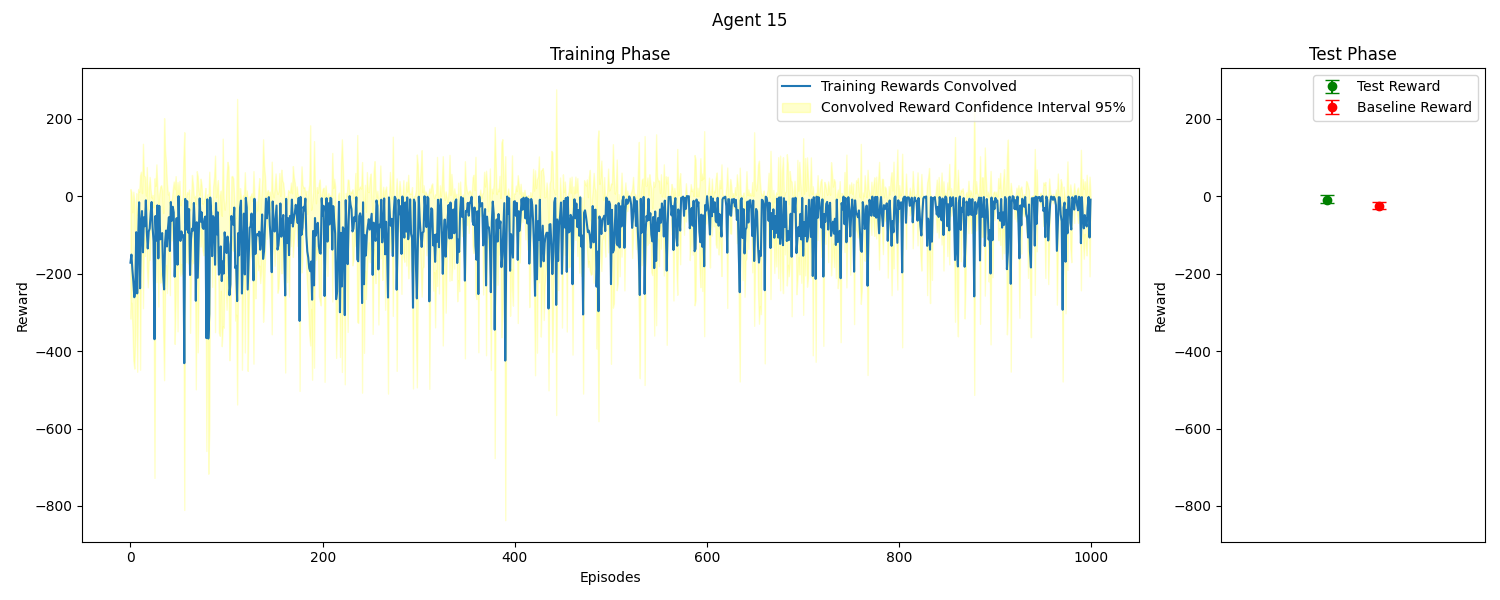 Agent 15
Training Phase
Training Rewards Convolved
Convolved Reward Confidence Interval 95%
Reward
200
0
−200
−400
−600
−800
0
200
400
600
800
1000
Episodes
Test Phase
Test Reward
Baseline Reward
Reward
200
0
−200
−400
−600
−800